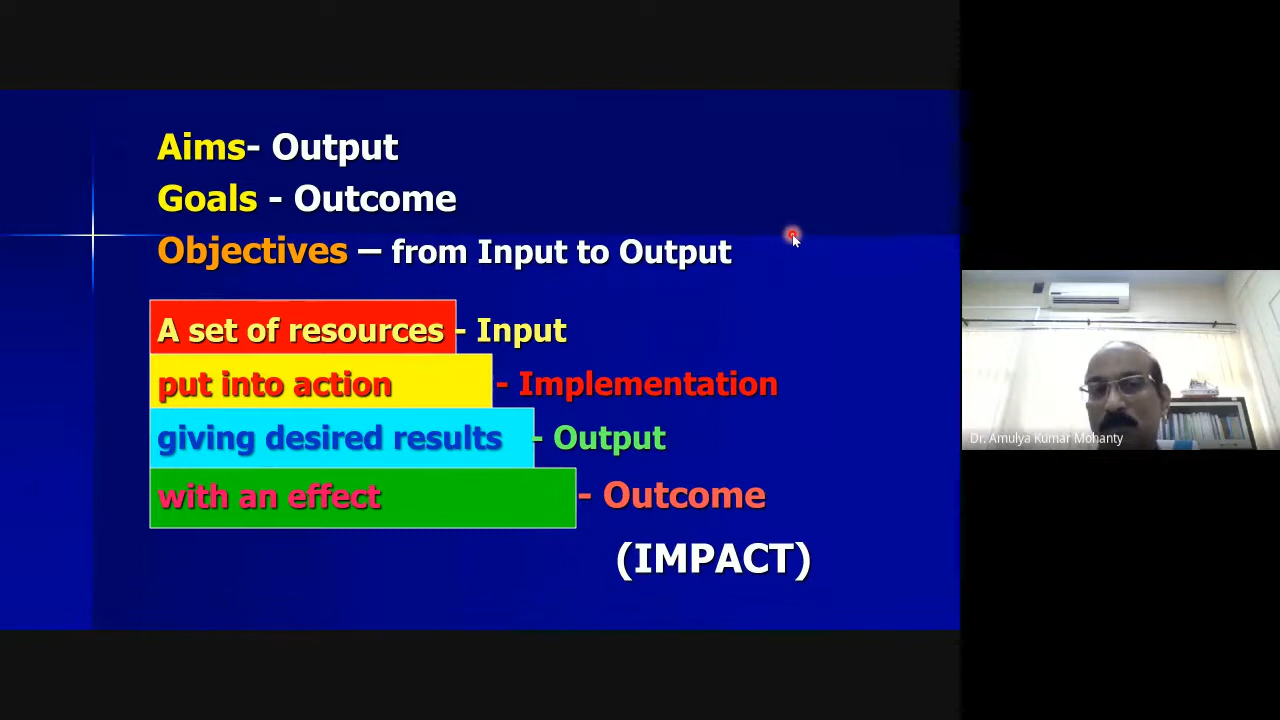 Aims- Output
Goals - Outcome
Objectives – from Input to Output
A set of resources - Input
put into action - Implementation
giving desired results - Output
with an effect - Outcome
(IMPACT)
Dr. Amulya Kumar Mohanty